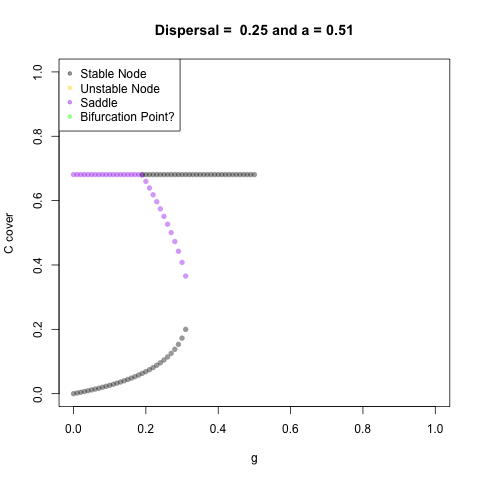 Dispersal =  0.25 and a = 0.51
Stable Node
Unstable Node
Saddle
Bifurcation Point?
C cover
1.0
0.8
0.6
0.4
0.2
0.0
0.0 0.2 0.4 0.6 0.8 1.0
g